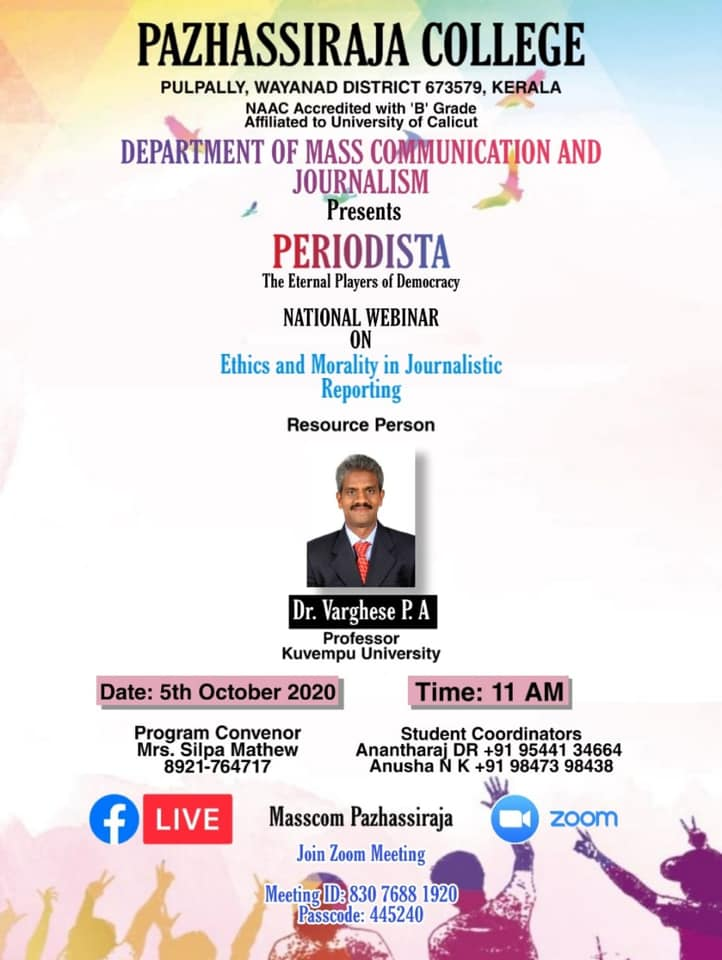 PAZHASSIRAJA COLLEGE
PULPALLY, WAYANAD DISTRICT 673579, KERALA
NAAC Accredited with 'B' Grade
Affiliated to University of Calicut
DEPARTMENT OF MASS COMMUNICATION AND
JOURNALISM
Presents
PERIODISTA
The Eternal Players of Democracy
NATIONAL WEBINAR
ON
Ethics and Morality in Journalistic
Reporting
Resource Person
Dr. Varghese P. A
Professor
Kuvempu University
Date: 5th October 2020
Time: 11 AM
Program Convenor
Mrs. Silpa Mathew
8921-764717
Student Coordinators
Anantharaj DR +91 95441 34664
Anusha N K +91 98473 98438
f LIVE
Masscom Pazhassiraja
zoom
Join Zoom Meeting
Meeting ID: 830 7688 1920
Passcode: 445240